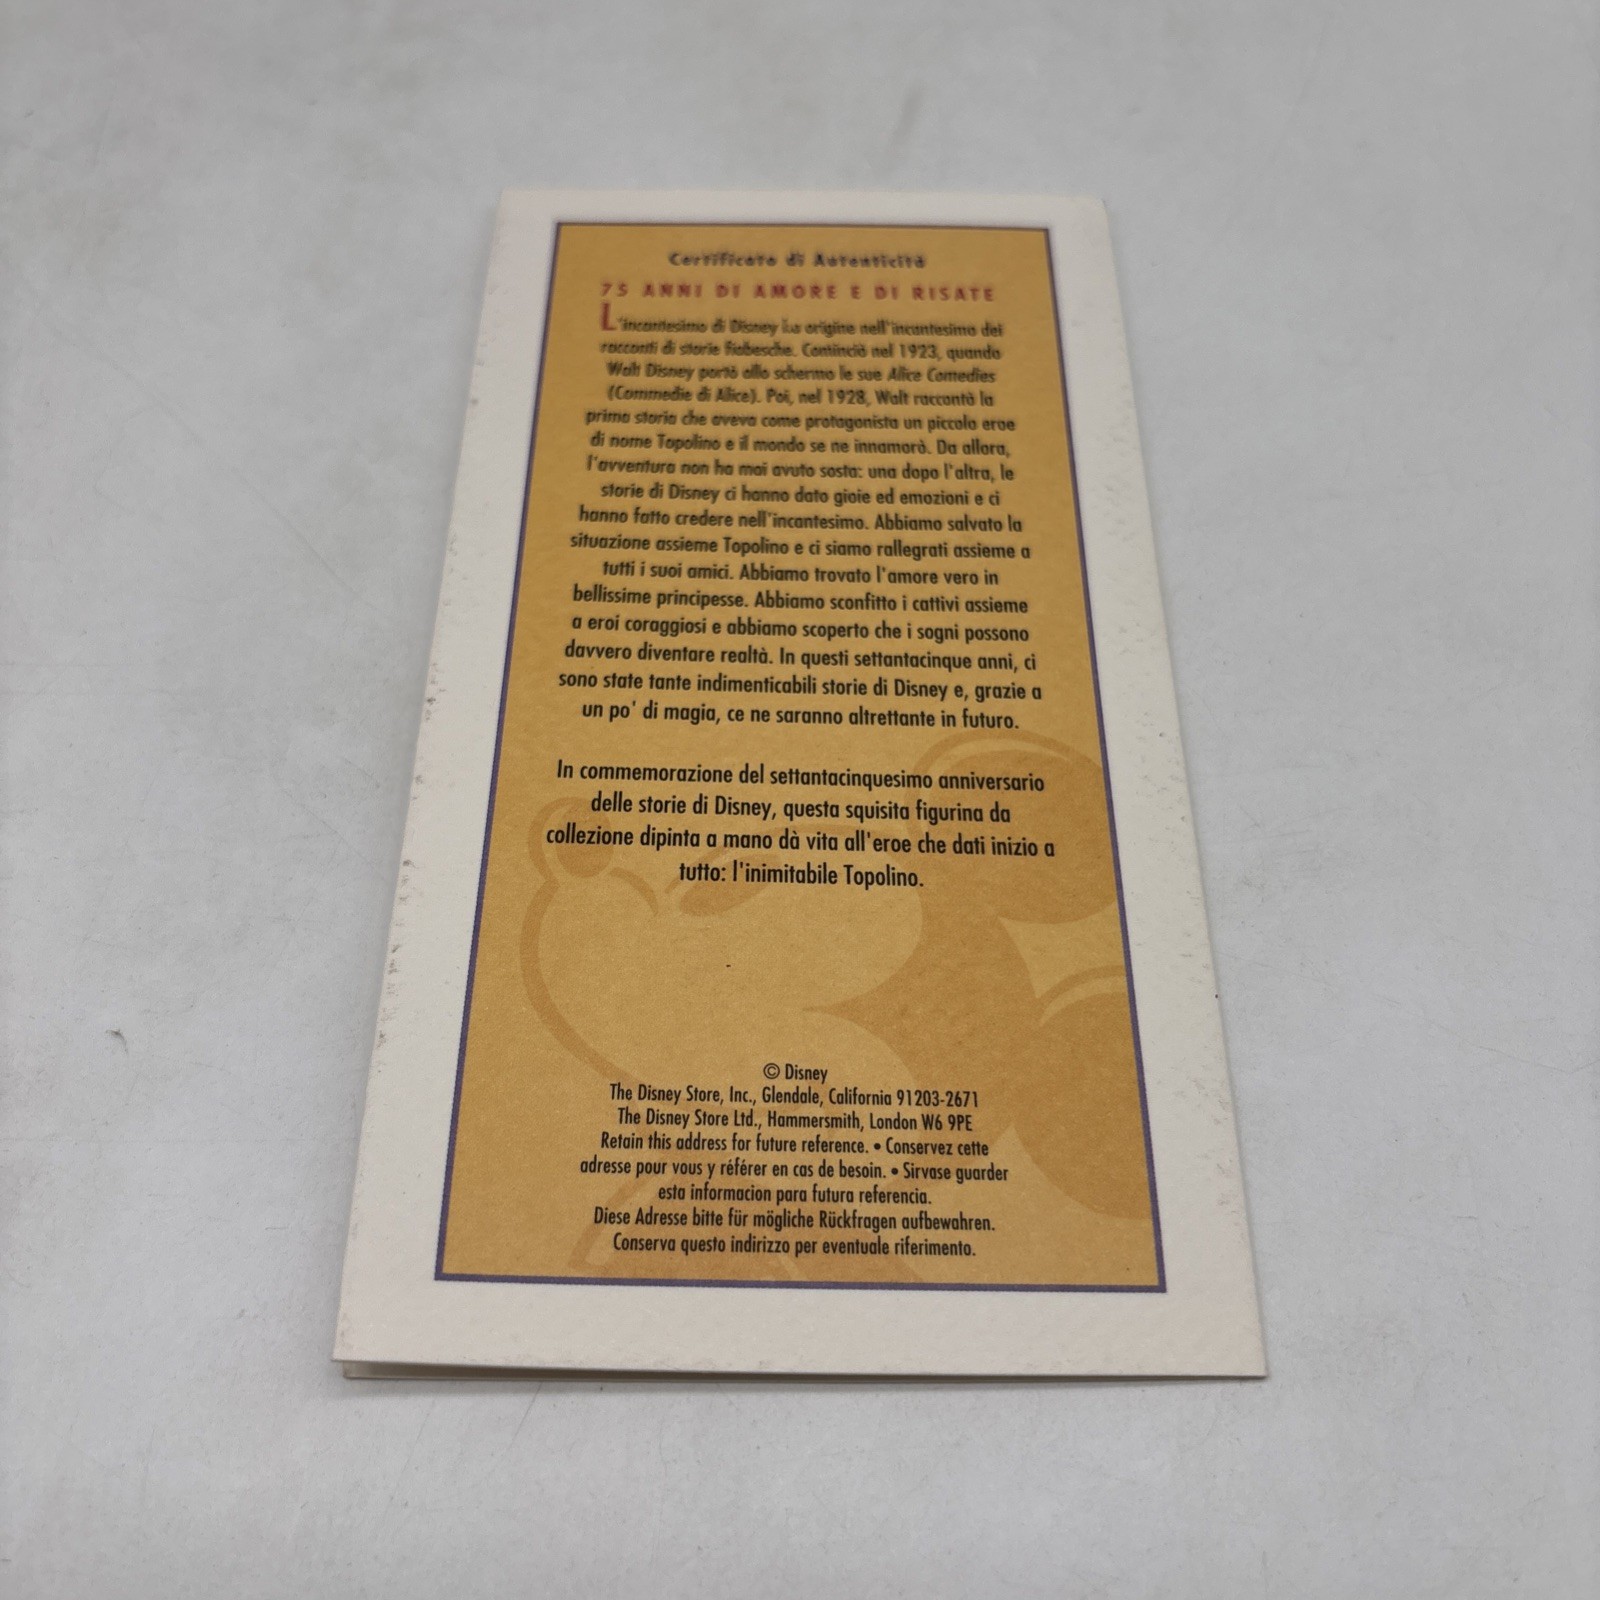 Certificato di Autenticità
75 ANNI DI AMORE E DI RISATE
L'incantesimo di Disney ha origine nell'incantesimo dei
racconti di storie fiabesche. Cominciò nel 1923, quando
Walt Disney portò allo schermo le sue Alice Comedies
(Commedie di Alice). Poi, nel 1928, Walt raccontò la
prima storia che aveva come protagonista un piccolo eroe
di nome Topolino e il mondo se ne innamorò. Da allora,
l'avventura non ha mai avuto sosta: una dopo l'altra, le
storie di Disney ci hanno dato gioie ed emozioni e ci
hanno fatto credere nell'incantesimo. Abbiamo salvato la
situazione assieme Topolino e ci siamo rallegrati assieme a
tutti i suoi amici. Abbiamo trovato l'amore vero in
bellissime principesse. Abbiamo sconfitto i cattivi assieme
a eroi coraggiosi e abbiamo scoperto che i sogni possono
davvero diventare realtà. In questi settantacinque anni, ci
sono state tante indimenticabili storie di Disney e, grazie a
un po' di magia, ce ne saranno altrettante in futuro.
In commemorazione del settantacinquesimo anniversario
delle storie di Disney, questa squisita figurina da
collezione dipinta a mano dà vita all'eroe che dati inizio a
tutto: l'inimitabile Topolino.
© Disney
The Disney Store, Inc., Glendale, California 91203-2671
The Disney Store Ltd., Hammersmith, London W6 9PE
Retain this address for future reference. • Conservez cette
adresse pour vous y référer en cas de besoin. • Sirvase guarder
esta informacion para futura referencia.
Diese Adresse bitte für mögliche Rückfragen aufbewahren.
Conserva questo indirizzo per eventuale riferimento.